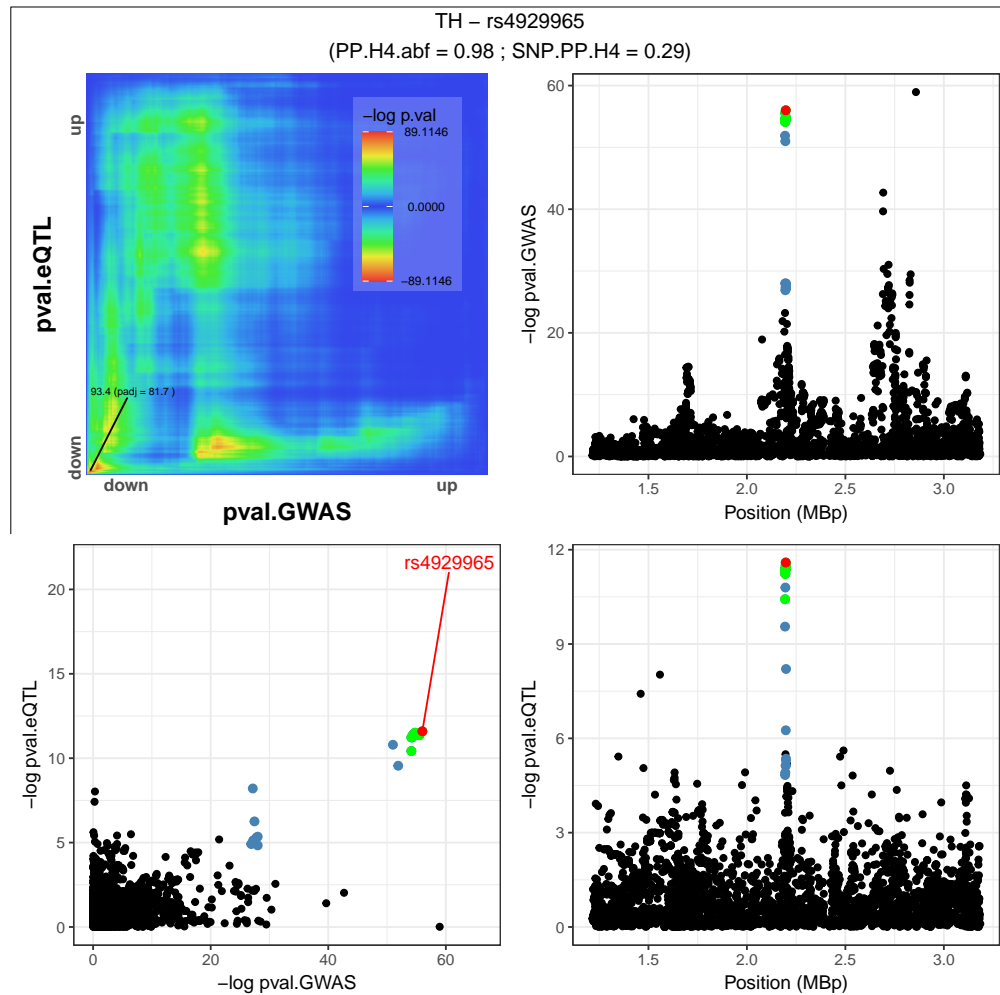 TH − rs4929965
(PP.H4.abf = 0.98 ; SNP.PP.H4 = 0.29)
up
pval.eQTL
down
−log p.val
89.1146
0.0000
−89.1146
93.4 (padj = 81.7 )
down
up
pval.GWAS
60
40
20
0
−log pval.GWAS
1.5
2.0
2.5
3.0
Position (MBp)
rs4929965
20
15
10
5
0
−log pval.eQTL
0
20
40
60
−log pval.GWAS
12
9
6
3
0
−log pval.eQTL
1.5
2.0
2.5
3.0
Position (MBp)